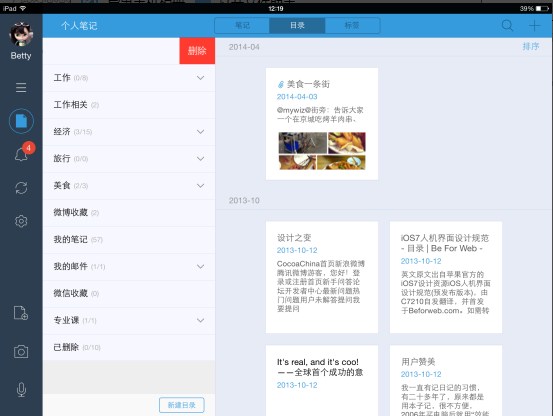 iPad
12:19
39%
Betty
4
个人笔记
笔记
目录
标签
删除
工作 (0/8)
工作相关 (2)
经济 (3/15)
旅行 (0/0)
美食 (2/3)
微博收藏 (2)
我的笔记 (57)
我的邮件 (1/1)
微信收藏 (0)
专业课 (1/1)
已删除 (0/10)
新建目录
2014-04
排序
美食一条街
2014-04-03
@mywiz@街旁：告诉大家
一个在京城吃烤羊肉串。
2013-10
设计之变
2013-10-12
CocoaChina首页新浪微博
腾讯微博游客，您好！登
录或注册首页新手问答论
坛开发者中心最新问题热
门问题用户未解答提问我
要提问
iOS7人机界面设计规范
- 目录 | Be For Web -
2013-10-12
英文原文出自苹果官方的
iOS7设计资源iOS人机界面
设计规范(预发布版本)，由
C7210自发翻译，并首发
于Beforweb.com。如需转
It's real, and it's coo!
——全球首个成功的意
2013-10-12
用户赞美
2013-10-12
我一直有记日记的习惯，
有二十多年了，原来都是
用本子记，很不方便。